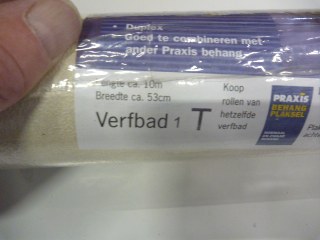 Duplex
Goed te combineren met
ander Praxis behang
Lengte ca. 10m
Breedte ca. 53cm
Verfbad 1 T
Koop
rollen van
hetzelfde
verfbad
PRAXIS
BEHANG
PLAKSEL